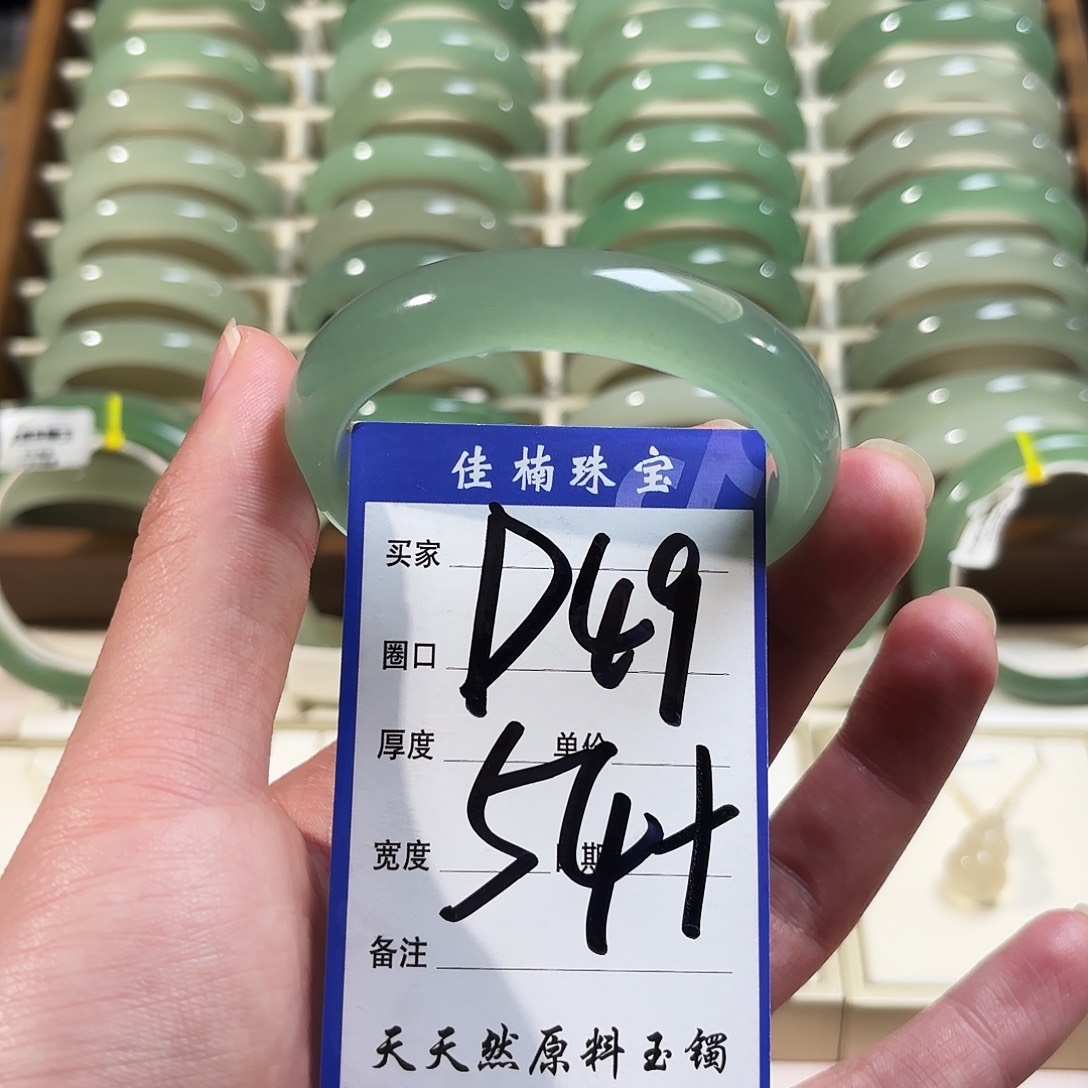 佳楠珠宝
买家
D49
圈口
厚度 单价
54+
宽度 日期
备注
天天然原料玉镯